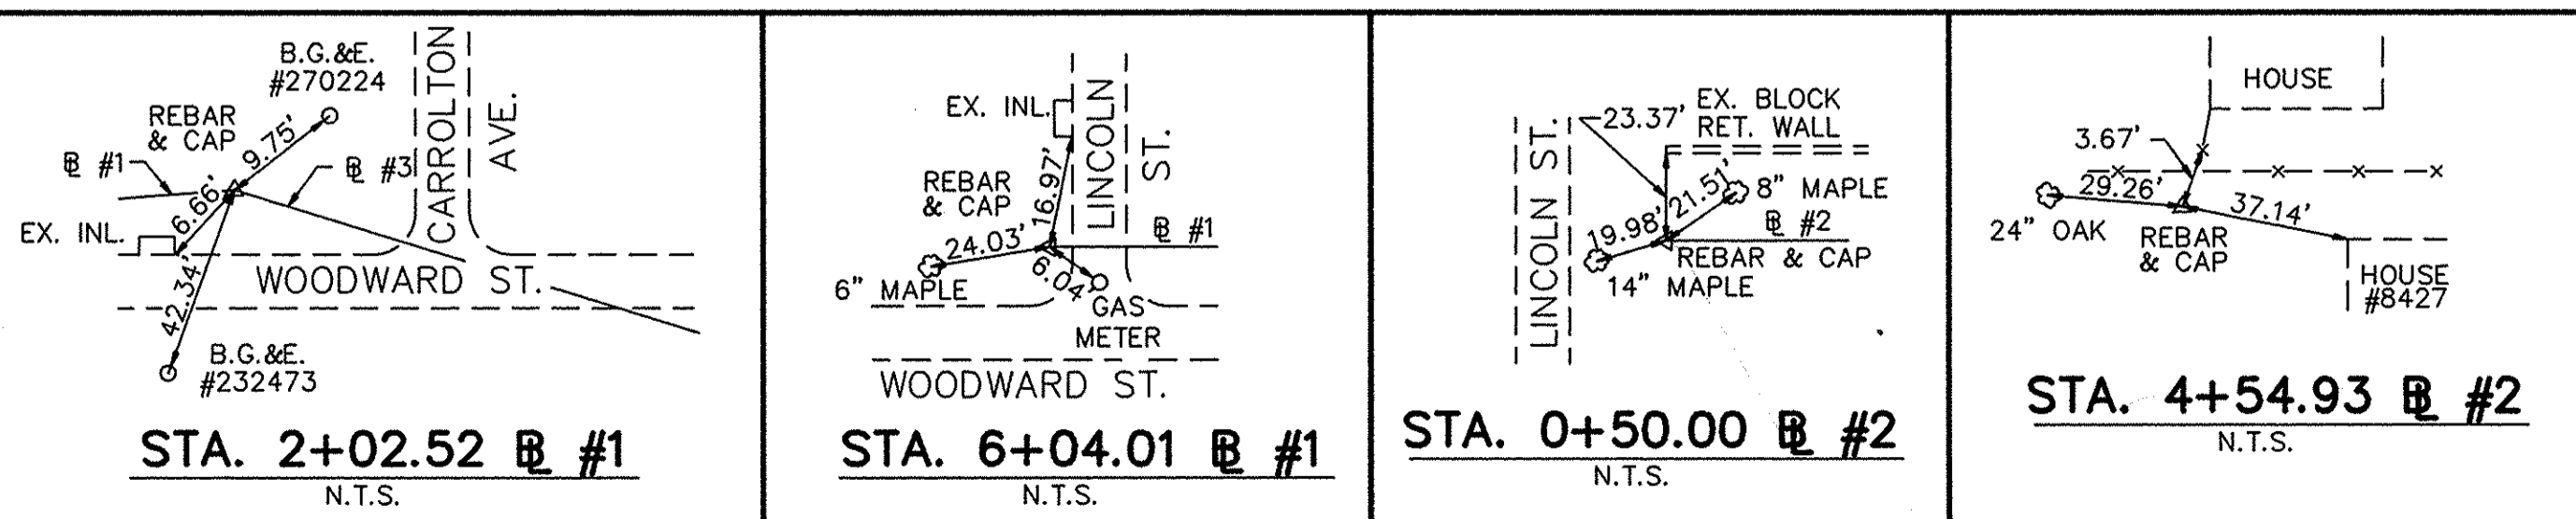 B.G.&E.
#270224
REBAR
& CAP
9.75'
℄ #1
℄ #3
6.66'
EX. INL.
42.34'
CARROLTON
AVE.
WOODWARD ST.
B.G.&E.
#232473
STA. 2+02.52 ℄ #1
N.T.S.
EX. INL.
LINCOLN
ST.
REBAR
& CAP
16.97'
24.03'
℄ #1
6.04'
6" MAPLE
GAS
METER
WOODWARD ST.
STA. 6+04.01 ℄ #1
N.T.S.
LINCOLN ST.
23.37'
EX. BLOCK
RET. WALL
21.51'
8" MAPLE
19.98'
℄ #2
REBAR & CAP
14" MAPLE
STA. 0+50.00 ℄ #2
N.T.S.
HOUSE
3.67'
29.26'
37.14'
24" OAK
REBAR
& CAP
HOUSE
#8427
STA. 4+54.93 ℄ #2
N.T.S.